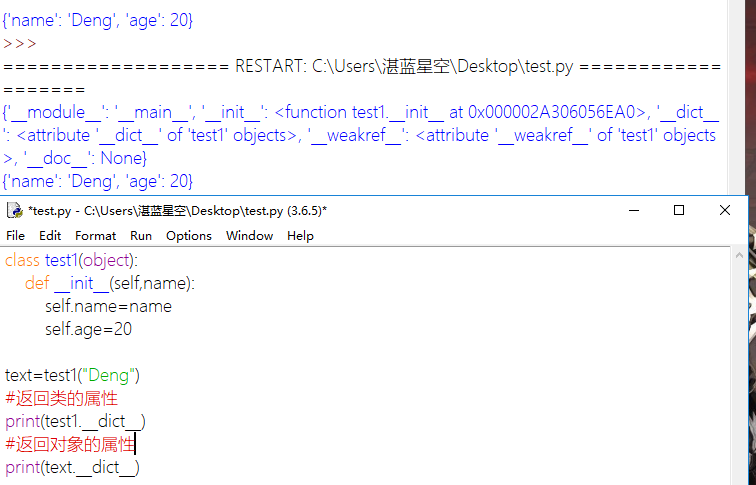 {'name': 'Deng', 'age': 20}
>>>
=================== RESTART: C:\Users\湛蓝星空\Desktop\test.py ============
=======
{'__module__': '__main__', '__init__': <function test1.__init__ at 0x000002A306056EA0>, '__dict__
': <attribute '__dict__' of 'test1' objects>, '__weakref__': <attribute '__weakref__' of 'test1' objects
>, '__doc__': None}
{'name': 'Deng', 'age': 20}
*test.py - C:\Users\湛蓝星空\Desktop\test.py (3.6.5)*
File Edit Format Run Options Window Help
class test1(object):
    def __init__(self,name):
        self.name=name
        self.age=20
text=test1("Deng")
#返回类的属性
print(test1.__dict__)
#返回对象的属性
print(text.__dict__)